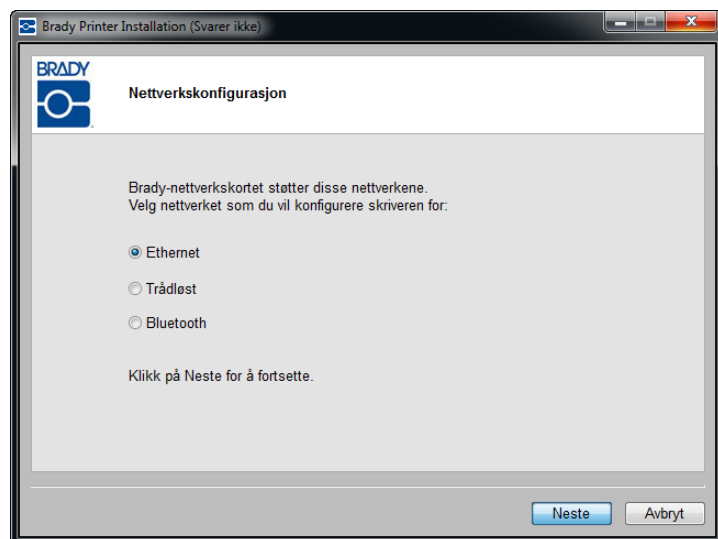 Brady Printer Installation (Svarer ikke)
BRADY
Nettverkskonfigurasjon
Brady-nettverkskortet støtter disse nettverkene.
Velg nettverket som du vil konfigurere skriveren for:
Ethernet
Trådløst
Bluetooth
Klikk på Neste for å fortsette.
Neste Avbryt